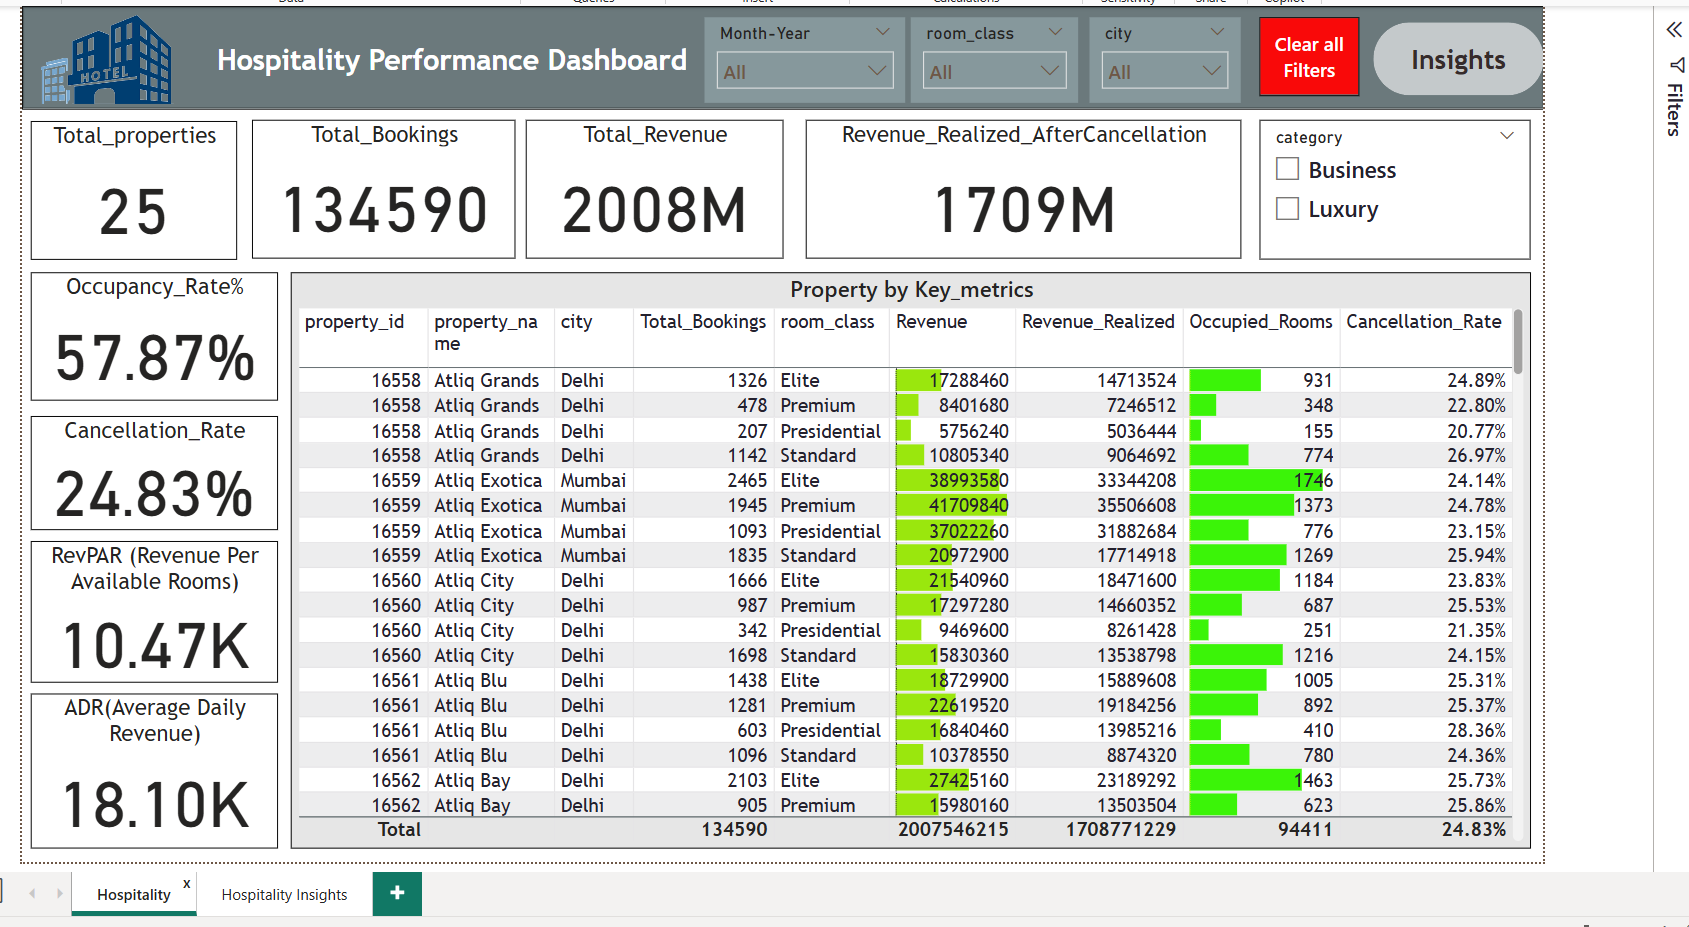 Data Queries Insert Calculations Sensitivity Share Copilot
HOTEL
Hospitality Performance Dashboard
Month-Year
All
room_class
All
city
All
Clear all
Filters
Insights
Filters
Total_properties
25
Total_Bookings
134590
Total_Revenue
2008M
Revenue_Realized_AfterCancellation
1709M
category
Business
Luxury
Occupancy_Rate%
57.87%
Cancellation_Rate
24.83%
RevPAR (Revenue Per
Available Rooms)
10.47K
ADR(Average Daily
Revenue)
18.10K
Property by Key_metrics
property_id property_na city Total_Bookings room_class Revenue Revenue_Realized Occupied_Rooms Cancellation_Rate
me
16558 Atliq Grands Delhi 1326 Elite 17288460 14713524 931 24.89%
16558 Atliq Grands Delhi 478 Premium 8401680 7246512 348 22.80%
16558 Atliq Grands Delhi 207 Presidential 5756240 5036444 155 20.77%
16558 Atliq Grands Delhi 1142 Standard 10805340 9064692 774 26.97%
16559 Atliq Exotica Mumbai 2465 Elite 38993580 33344208 1746 24.14%
16559 Atliq Exotica Mumbai 1945 Premium 41709840 35506608 1373 24.78%
16559 Atliq Exotica Mumbai 1093 Presidential 37022260 31882684 776 23.15%
16559 Atliq Exotica Mumbai 1835 Standard 20972900 17714918 1269 25.94%
16560 Atliq City Delhi 1666 Elite 21540960 18471600 1184 23.83%
16560 Atliq City Delhi 987 Premium 17297280 14660352 687 25.53%
16560 Atliq City Delhi 342 Presidential 9469600 8261428 251 21.35%
16560 Atliq City Delhi 1698 Standard 15830360 13538798 1216 24.15%
16561 Atliq Blu Delhi 1438 Elite 18729900 15889608 1005 25.31%
16561 Atliq Blu Delhi 1281 Premium 22619520 19184256 892 25.37%
16561 Atliq Blu Delhi 603 Presidential 16840460 13985216 410 28.36%
16561 Atliq Blu Delhi 1096 Standard 10378550 8874320 780 24.36%
16562 Atliq Bay Delhi 2103 Elite 27425160 23189292 1463 25.73%
16562 Atliq Bay Delhi 905 Premium 15980160 13503504 623 25.86%
Total 134590 2007546215 1708771229 94411 24.83%
Hospitality x
Hospitality Insights
+